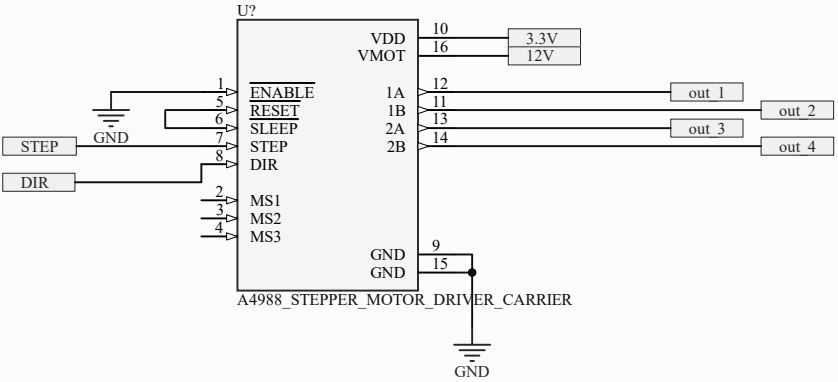 U?
VDD 10 3.3V
VMOT 16 12V
1 ENABLE 1A 12 out_1
5 RESET 1B 11 out_2
6 SLEEP 2A 13 out_3
GND
STEP 7 STEP 2B 14 out_4
8 DIR
DIR
2 MS1
3 MS2
4 MS3
GND 9
GND 15
A4988_STEPPER_MOTOR_DRIVER_CARRIER
GND